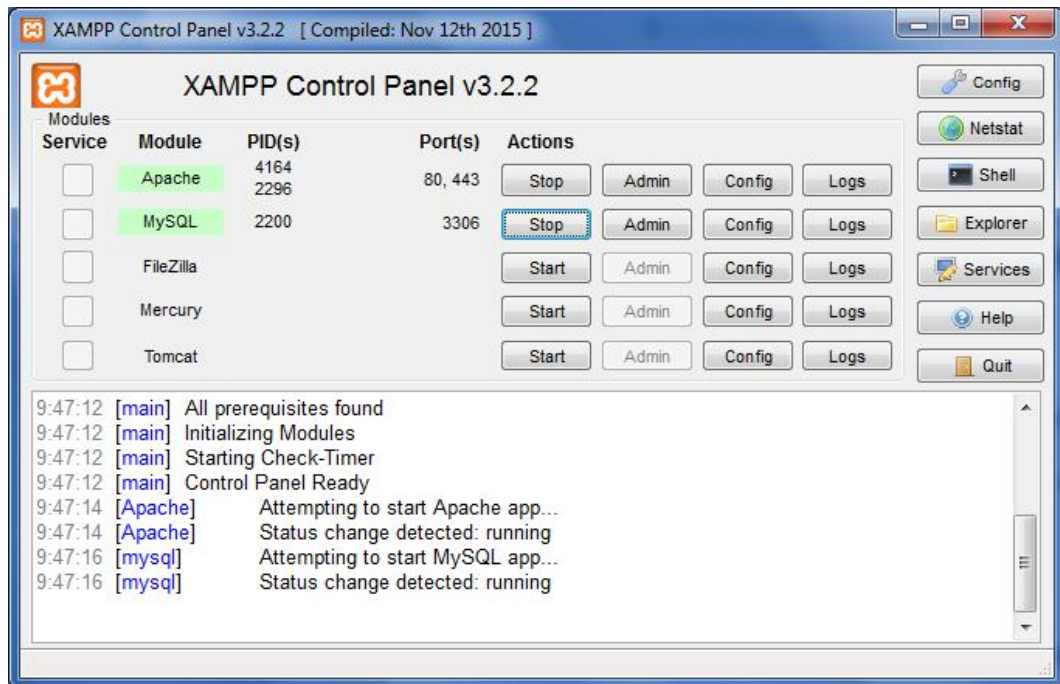 XAMPP Control Panel v3.2.2 [ Compiled: Nov 12th 2015 ]
XAMPP Control Panel v3.2.2
Config
Modules
Netstat
Service Module PID(s) Port(s) Actions
Apache 4164 2296 80, 443 Stop Admin Config Logs
Shell
MySQL 2200 3306 Stop Admin Config Logs
Explorer
FileZilla Start Admin Config Logs
Services
Mercury Start Admin Config Logs
Help
Tomcat Start Admin Config Logs
Quit
9:47:12 [main] All prerequisites found
9:47:12 [main] Initializing Modules
9:47:12 [main] Starting Check-Timer
9:47:12 [main] Control Panel Ready
9:47:14 [Apache] Attempting to start Apache app...
9:47:14 [Apache] Status change detected: running
9:47:16 [mysql] Attempting to start MySQL app...
9:47:16 [mysql] Status change detected: running